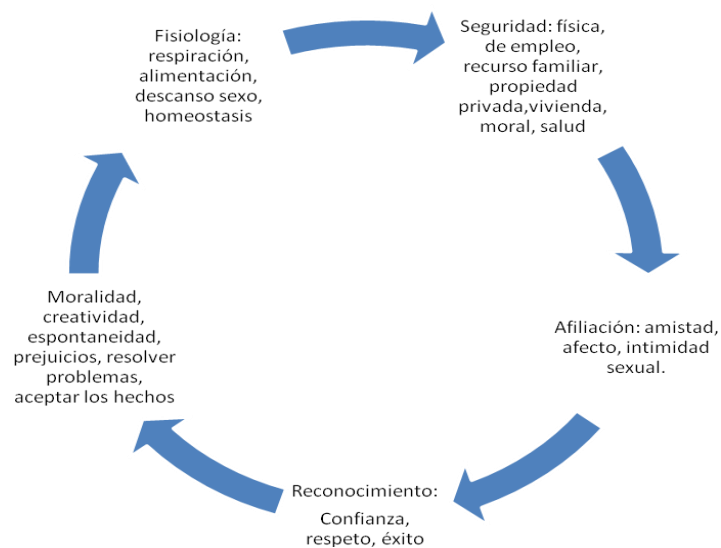 Fisiología:
respiración,
alimentación,
descanso sexo,
homeostasis
Seguridad: física,
de empleo,
recurso familiar,
propiedad
privada,vivienda,
moral, salud
Afiliación: amistad,
afecto, intimidad
sexual.
Reconocimiento:
Confianza,
respeto, éxito
Moralidad,
creatividad,
espontaneidad,
prejuicios, resolver
problemas,
aceptar los hechos